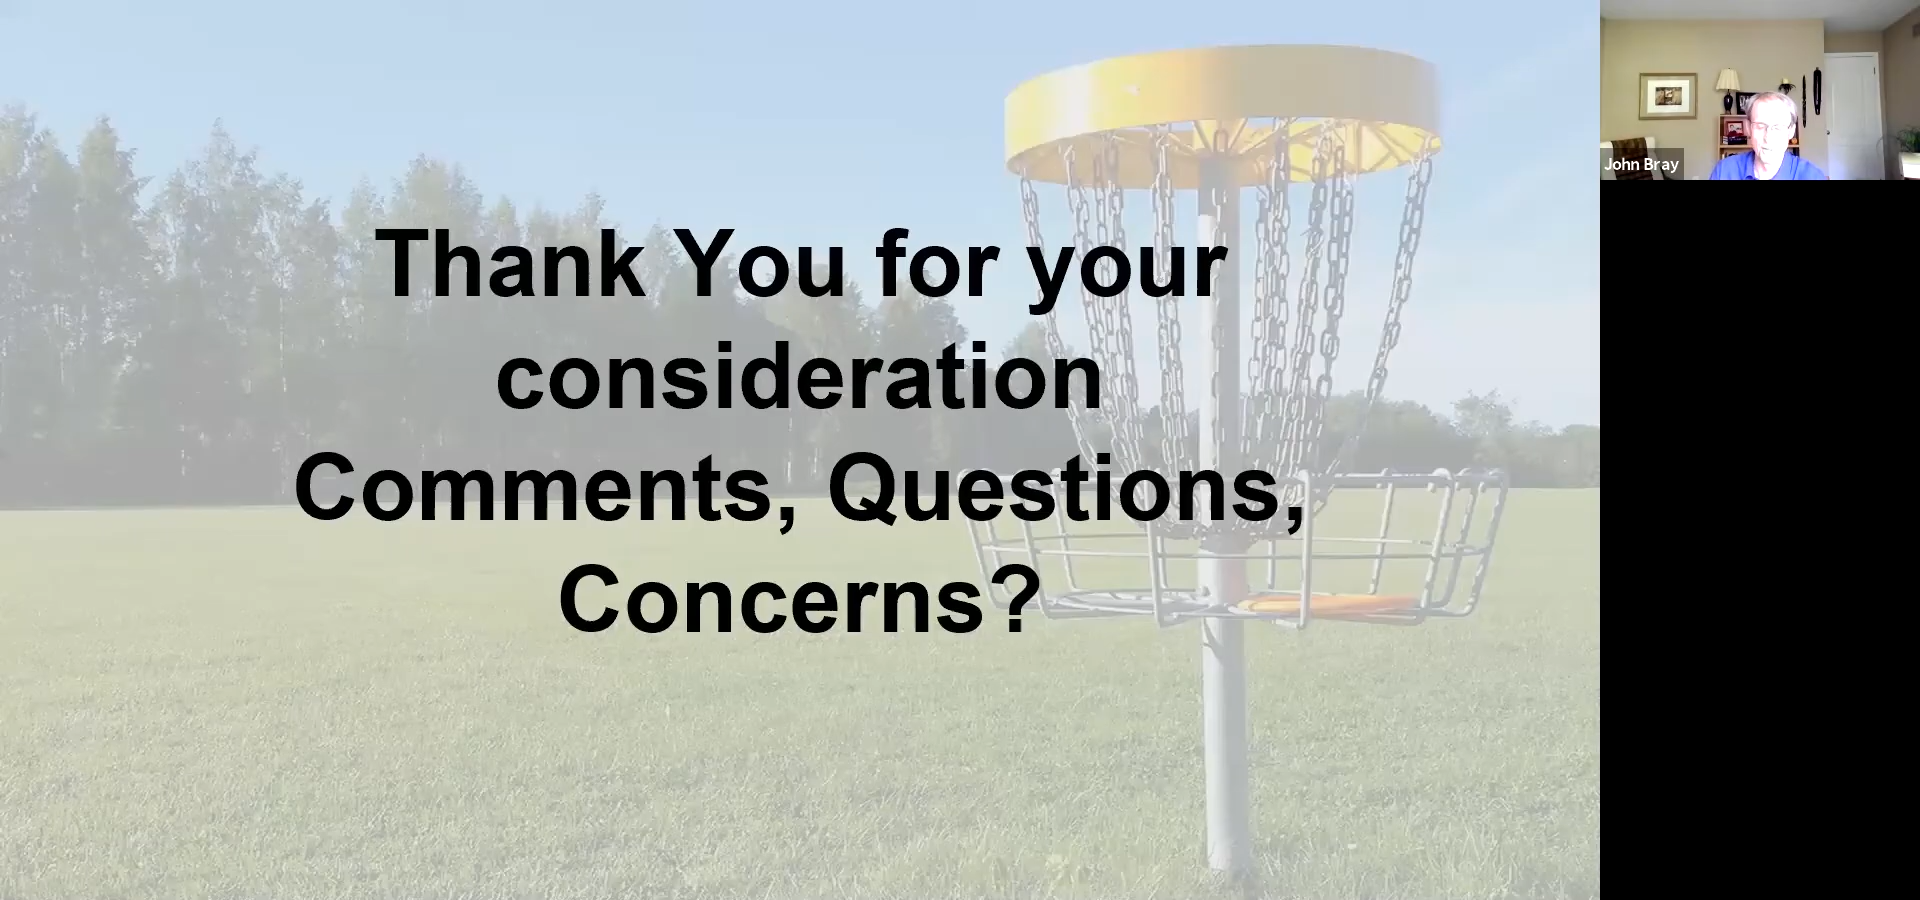 Thank You for your
consideration
Comments, Questions,
Concerns?
John Bray